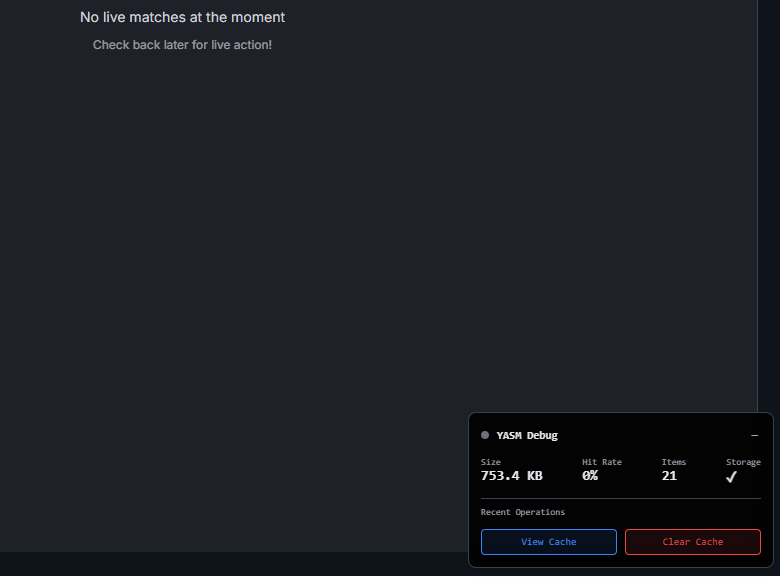 No live matches at the moment
Check back later for live action!
YASM Debug
Size Hit Rate Items Storage
753.4 KB 0% 21 ✓
Recent Operations
View Cache Clear Cache